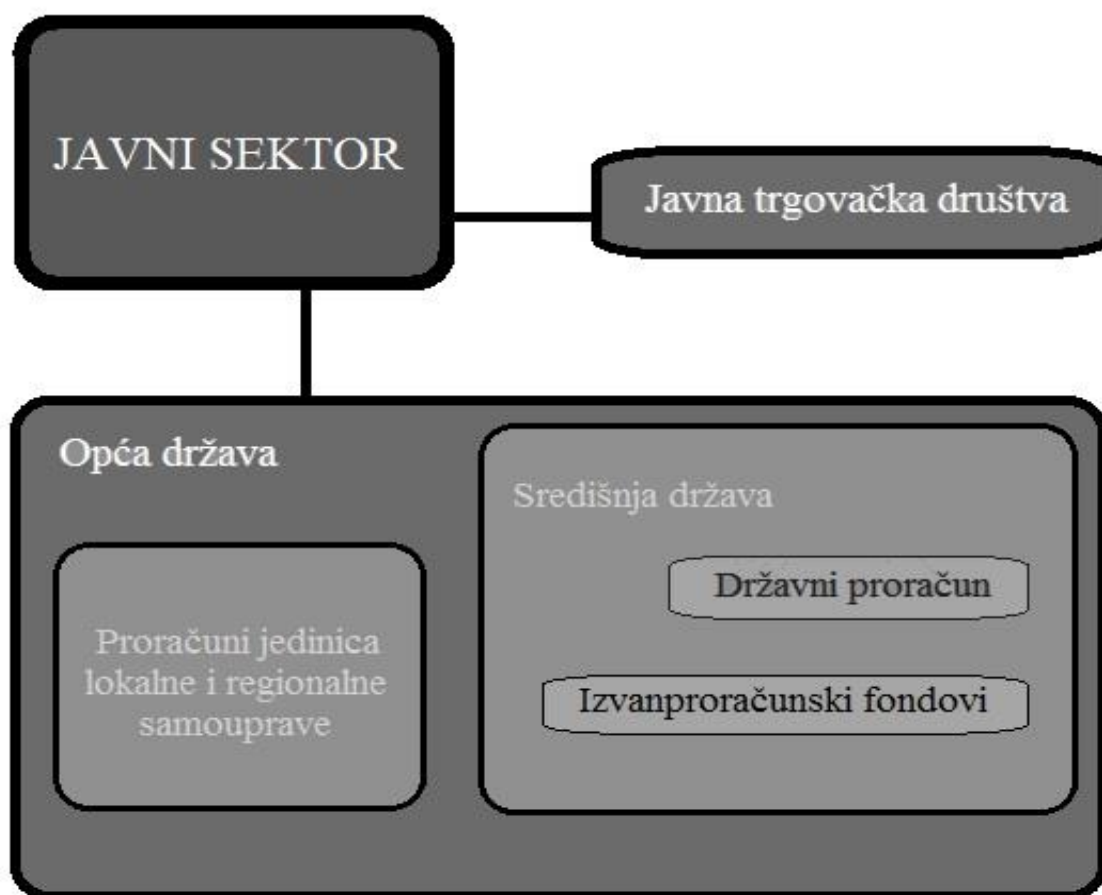 JAVNI SEKTOR
Javna trgovačka društva
Opća država
Središnja država
Državni proračun
Proračuni jedinica
lokalne i regionalne
samouprave
Izvanproračunski fondovi